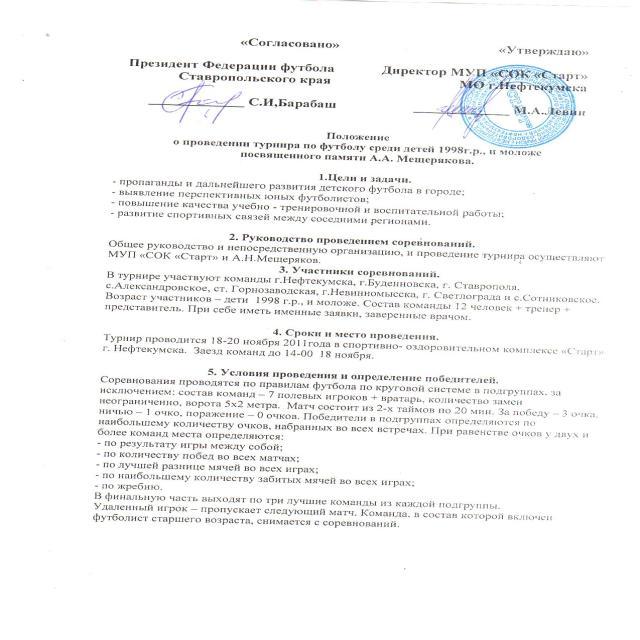 «Согласовано»
«Утверждаю»
Президент Федерации футбола
Ставропольского края
Директор МУП «СОК «Старт»
МО г.Нефтекумска
С.И,Барабаш
М.А.Левин
Положение
о проведении турнира по футболу среди детей 1998г.р., и моложе
посвященного памяти А.А. Мещерякова.
1.Цели и задачи.
- пропаганды и дальнейшего развития детского футбола в городе;
- выявление перспективных юных футболистов;
- повышение качества учебно - тренировочной и воспитательной работы;
- развитие спортивных связей между соседними регионами.
2. Руководство проведением соревнований.
Общее руководство и непосредственную организацию, и проведение турнира осуществляют
МУП «СОК «Старт» и А.Н.Мещеряков.
3. Участники соревнований.
В турнире участвуют команды г.Нефтекумска, г.Буденновска, г. Ставрополя,
с.Александровское, ст. Горнозаводская, г.Невинномысска, г. Светлограда и с.Сотниковское.
Возраст участников – дети 1998 г.р., и моложе. Состав команды 12 человек + тренер +
представитель. При себе иметь именные заявки, заверенные врачом.
4. Сроки и место проведения.
Турнир проводится 18-20 ноября 2011года в спортивно- оздоровительном комплексе «Старт»
г. Нефтекумска. Заезд команд до 14-00 18 ноября.
5. Условия проведения и определение победителей.
Соревнования проводятся по правилам футбола по круговой системе в подгруппах, за
исключением: состав команд – 7 полевых игроков + вратарь, количество замен
неограниченно, ворота 5х2 метра. Матч состоит из 2-х таймов по 20 мин. За победу – 3 очка,
ничью – 1 очко, поражение – 0 очков. Победители в подгруппах определяются по
наибольшему количеству очков, набранных во всех встречах. При равенстве очков у двух и
более команд места определяются:
- по результату игры между собой;
- по количеству побед во всех матчах;
- по лучшей разнице мячей во всех играх;
- по наибольшему количеству забитых мячей во всех играх;
- по жребию.
В финальную часть выходят по три лучшие команды из каждой подгруппы.
Удаленный игрок – пропускает следующий матч. Команда, в состав которой включен
футболист старшего возраста, снимается с соревнований.